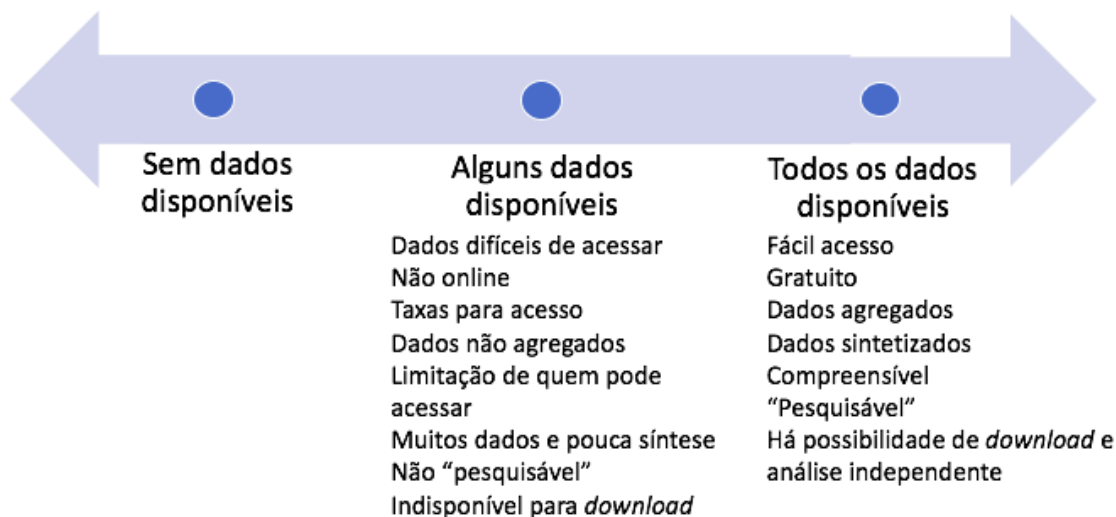 Sem dados
disponíveis
Alguns dados
disponíveis
Dados difíceis de acessar
Não online
Taxas para acesso
Dados não agregados
Limitação de quem pode
acessar
Muitos dados e pouca síntese
Não “pesquisável”
Indisponível para download
Todos os dados
disponíveis
Fácil acesso
Gratuito
Dados agregados
Dados sintetizados
Compreensível
“Pesquisável”
Há possibilidade de download e
análise independente